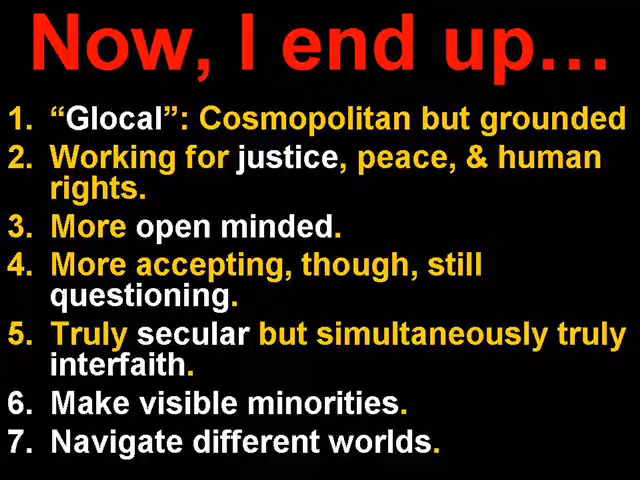 Now, I end up…
1. “Glocal”: Cosmopolitan but grounded
2. Working for justice, peace, & human
rights.
3. More open minded.
4. More accepting, though, still
questioning.
5. Truly secular but simultaneously truly
interfaith.
6. Make visible minorities.
7. Navigate different worlds.